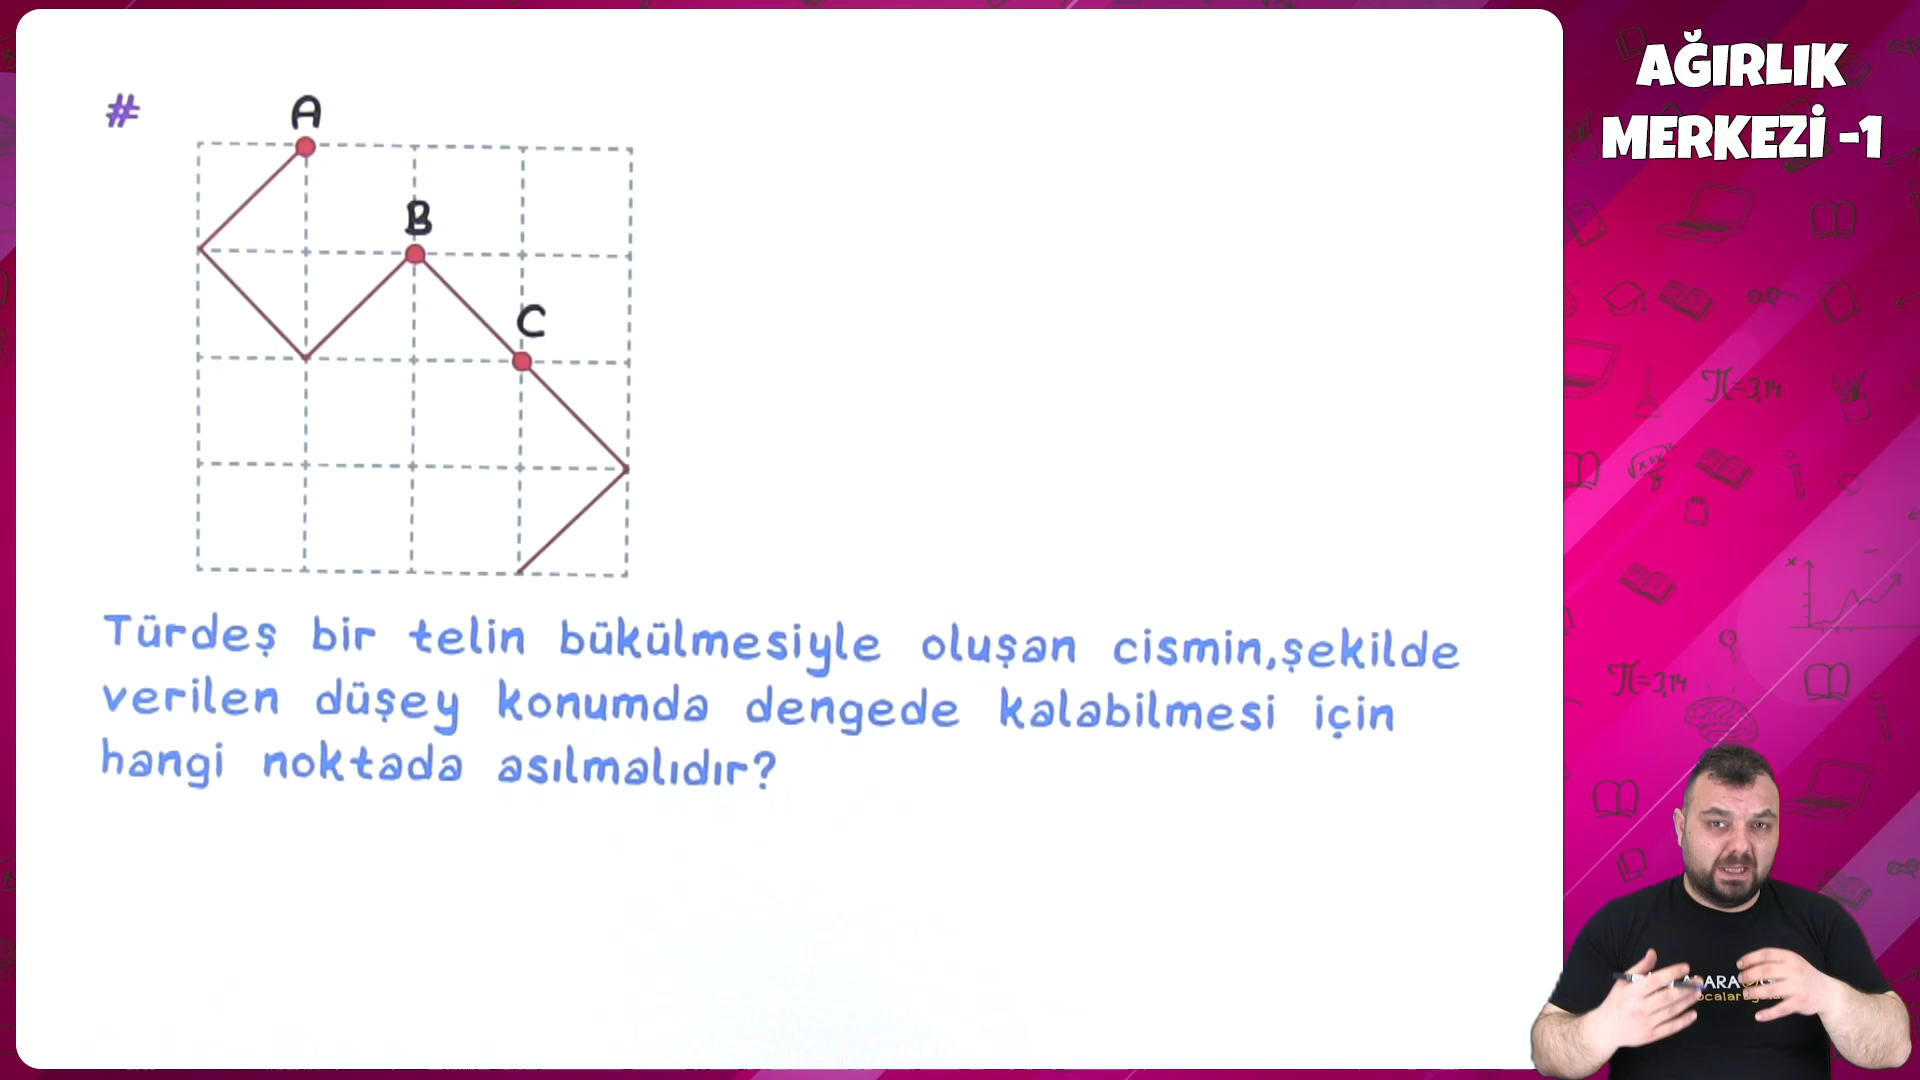 AĞIRLIK
MERKEZİ -1
#
A
B
C
Türdeş bir telin bükülmesiyle oluşan cismin,şekilde
verilen düşey konumda dengede kalabilmesi için
hangi noktada asılmalıdır?
π=3,14
π=3,14